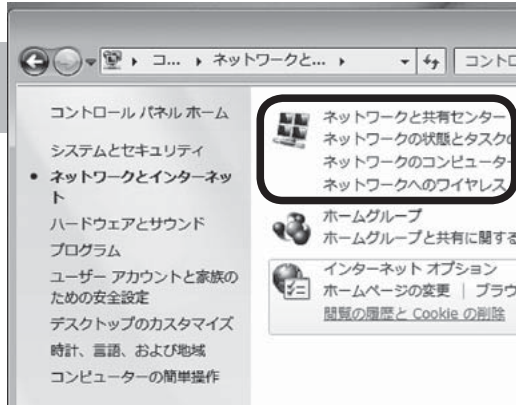 コ... ネットワークと... コントロ
コントロール パネル ホーム
システムとセキュリティ
ネットワークとインターネッ
ト
ハードウェアとサウンド
プログラム
ユーザー アカウントと家族の
ための安全設定
デスクトップのカスタマイズ
時計、言語、および地域
コンピューターの簡単操作
ネットワークと共有センター
ネットワークの状態とタスクの
ネットワークのコンピューター
ネットワークへのワイヤレス
ホームグループ
ホームグループと共有に関する
インターネット オプション
ホームページの変更 | ブラウ
閲覧の履歴と Cookie の削除